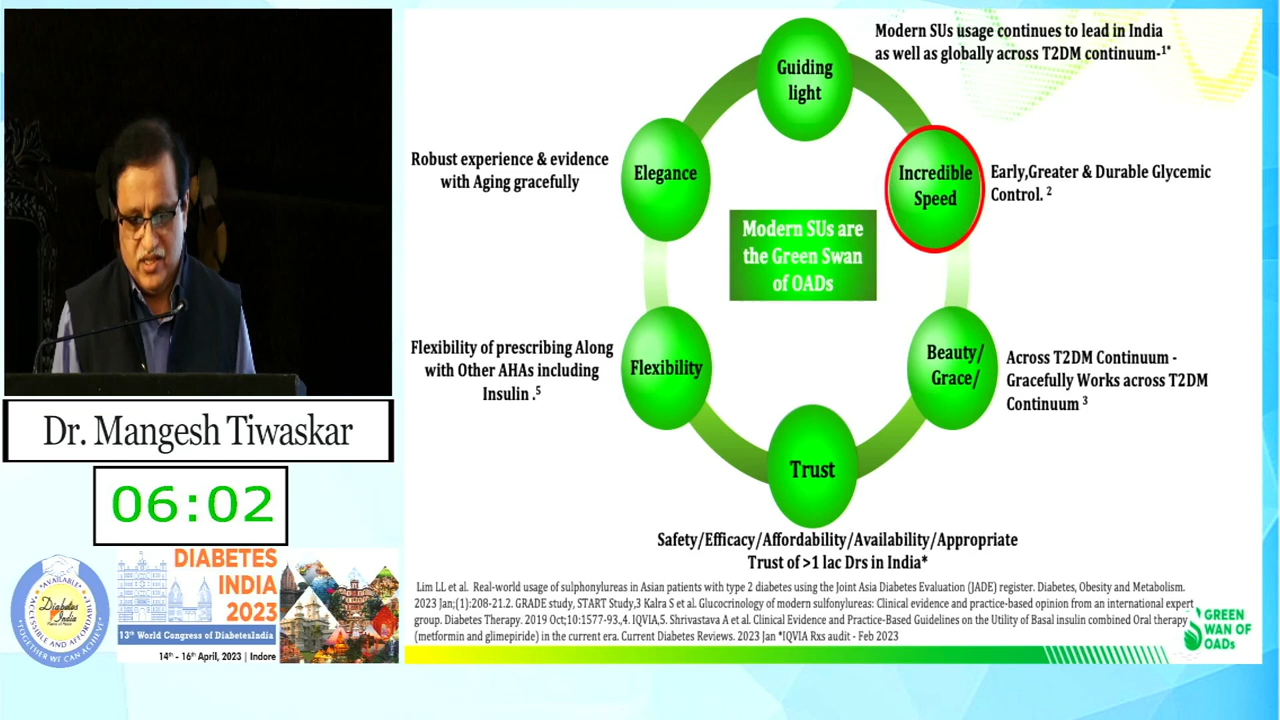 Guiding
light
Modern SUs usage continues to lead in India
as well as globally across T2DM continuum-1*
Elegance
Robust experience & evidence
with Aging gracefully
Incredible
Speed
Early,Greater & Durable Glycemic
Control. 2
Modern SUs are
the Green Swan
of OADs
Flexibility of prescribing Along
with Other AHAs including
Insulin .5
Flexibility
Beauty/
Grace/
Across T2DM Continuum -
Gracefully Works across T2DM
Continuum 3
Trust
Safety/Efficacy/Affordability/Availability/Appropriate
Trust of >1 lac Drs in India*
Lim LL et al. Real-world usage of sulphonylureas in Asian patients with type 2 diabetes using the Joint Asia Diabetes Evaluation (JADE) register. Diabetes, Obesity and Metabolism.
2023 Jan;(1):208-21.2. GRADE study, START Study,3 Kalra S et al. Glucocrinology of modern sulfonylureas: Clinical evidence and practice-based opinion from an international expert
group. Diabetes Therapy. 2019 Oct;10:1577-93,4. IQVIA,5. Shrivastava A et al. Clinical Evidence and Practice-Based Guidelines on the Utility of Basal insulin combined Oral therapy
(metformin and glimepiride) in the current era. Current Diabetes Reviews. 2023 Jan *IQVIA Rxs audit - Feb 2023
GREEN
WAN OF
OADs
Dr. Mangesh Tiwaskar
06:02
AVAILABLE
ACCESSIBLE AND AFFORDABLE
Diabetes
India
TOGETHER WE CAN ACHIEVE
DIABETES
INDIA
2023
13th World Congress of DiabetesIndia
14th - 16th April, 2023 | Indore